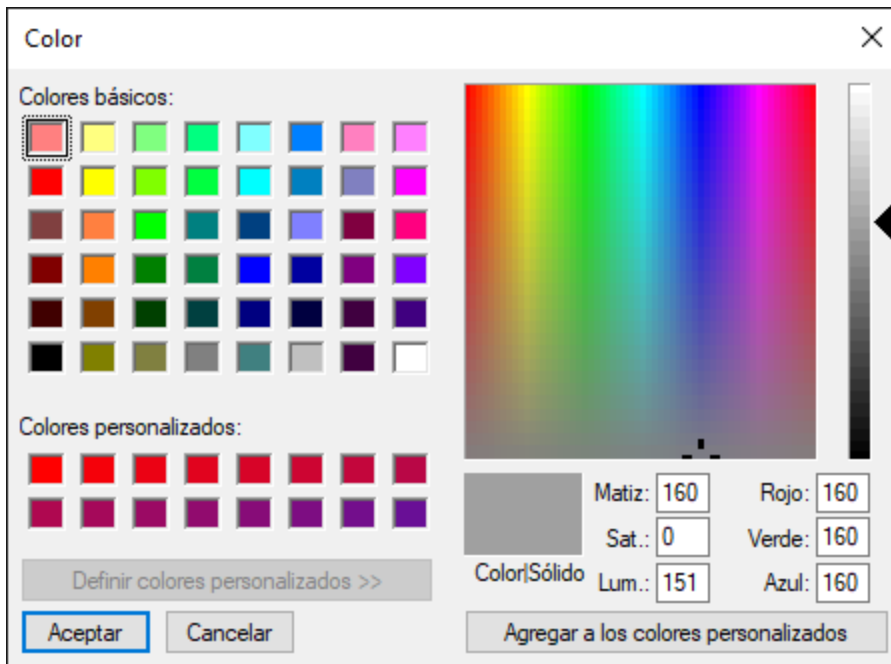 Color
Colores básicos:
Colores personalizados:
Definir colores personalizados >>
Aceptar
Cancelar
Color|Sólido
Matiz: 160
Sat.: 0
Lum.: 151
Rojo: 160
Verde: 160
Azul: 160
Agregar a los colores personalizados